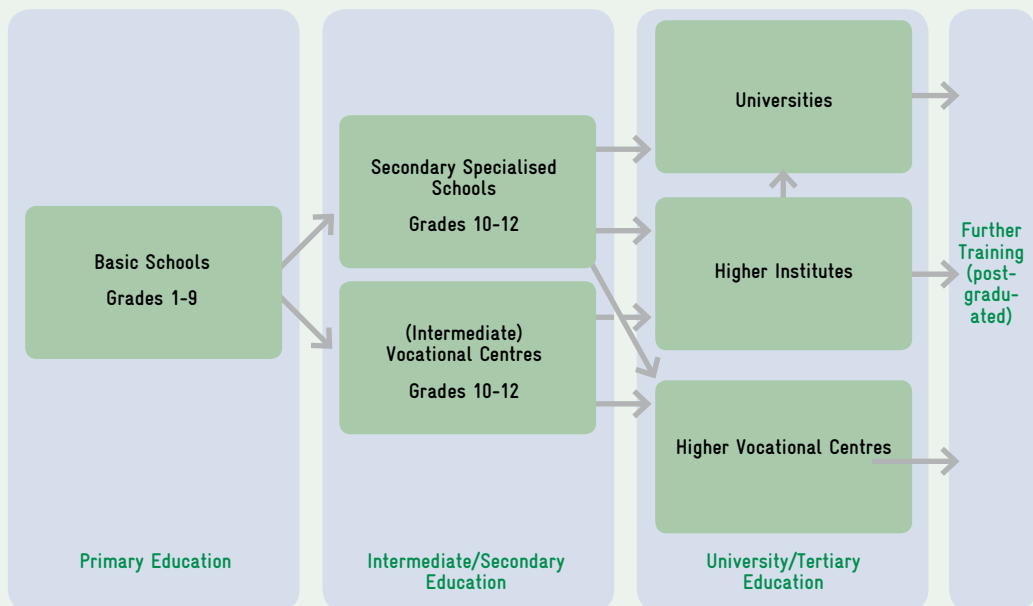 Basic Schools
Grades 1-9
Primary Education
Secondary Specialised
Schools
Grades 10-12
(Intermediate)
Vocational Centres
Grades 10-12
Intermediate/Secondary
Education
Universities
Higher Institutes
Higher Vocational Centres
University/Tertiary
Education
Further
Training
(post-
gradu-
ated)